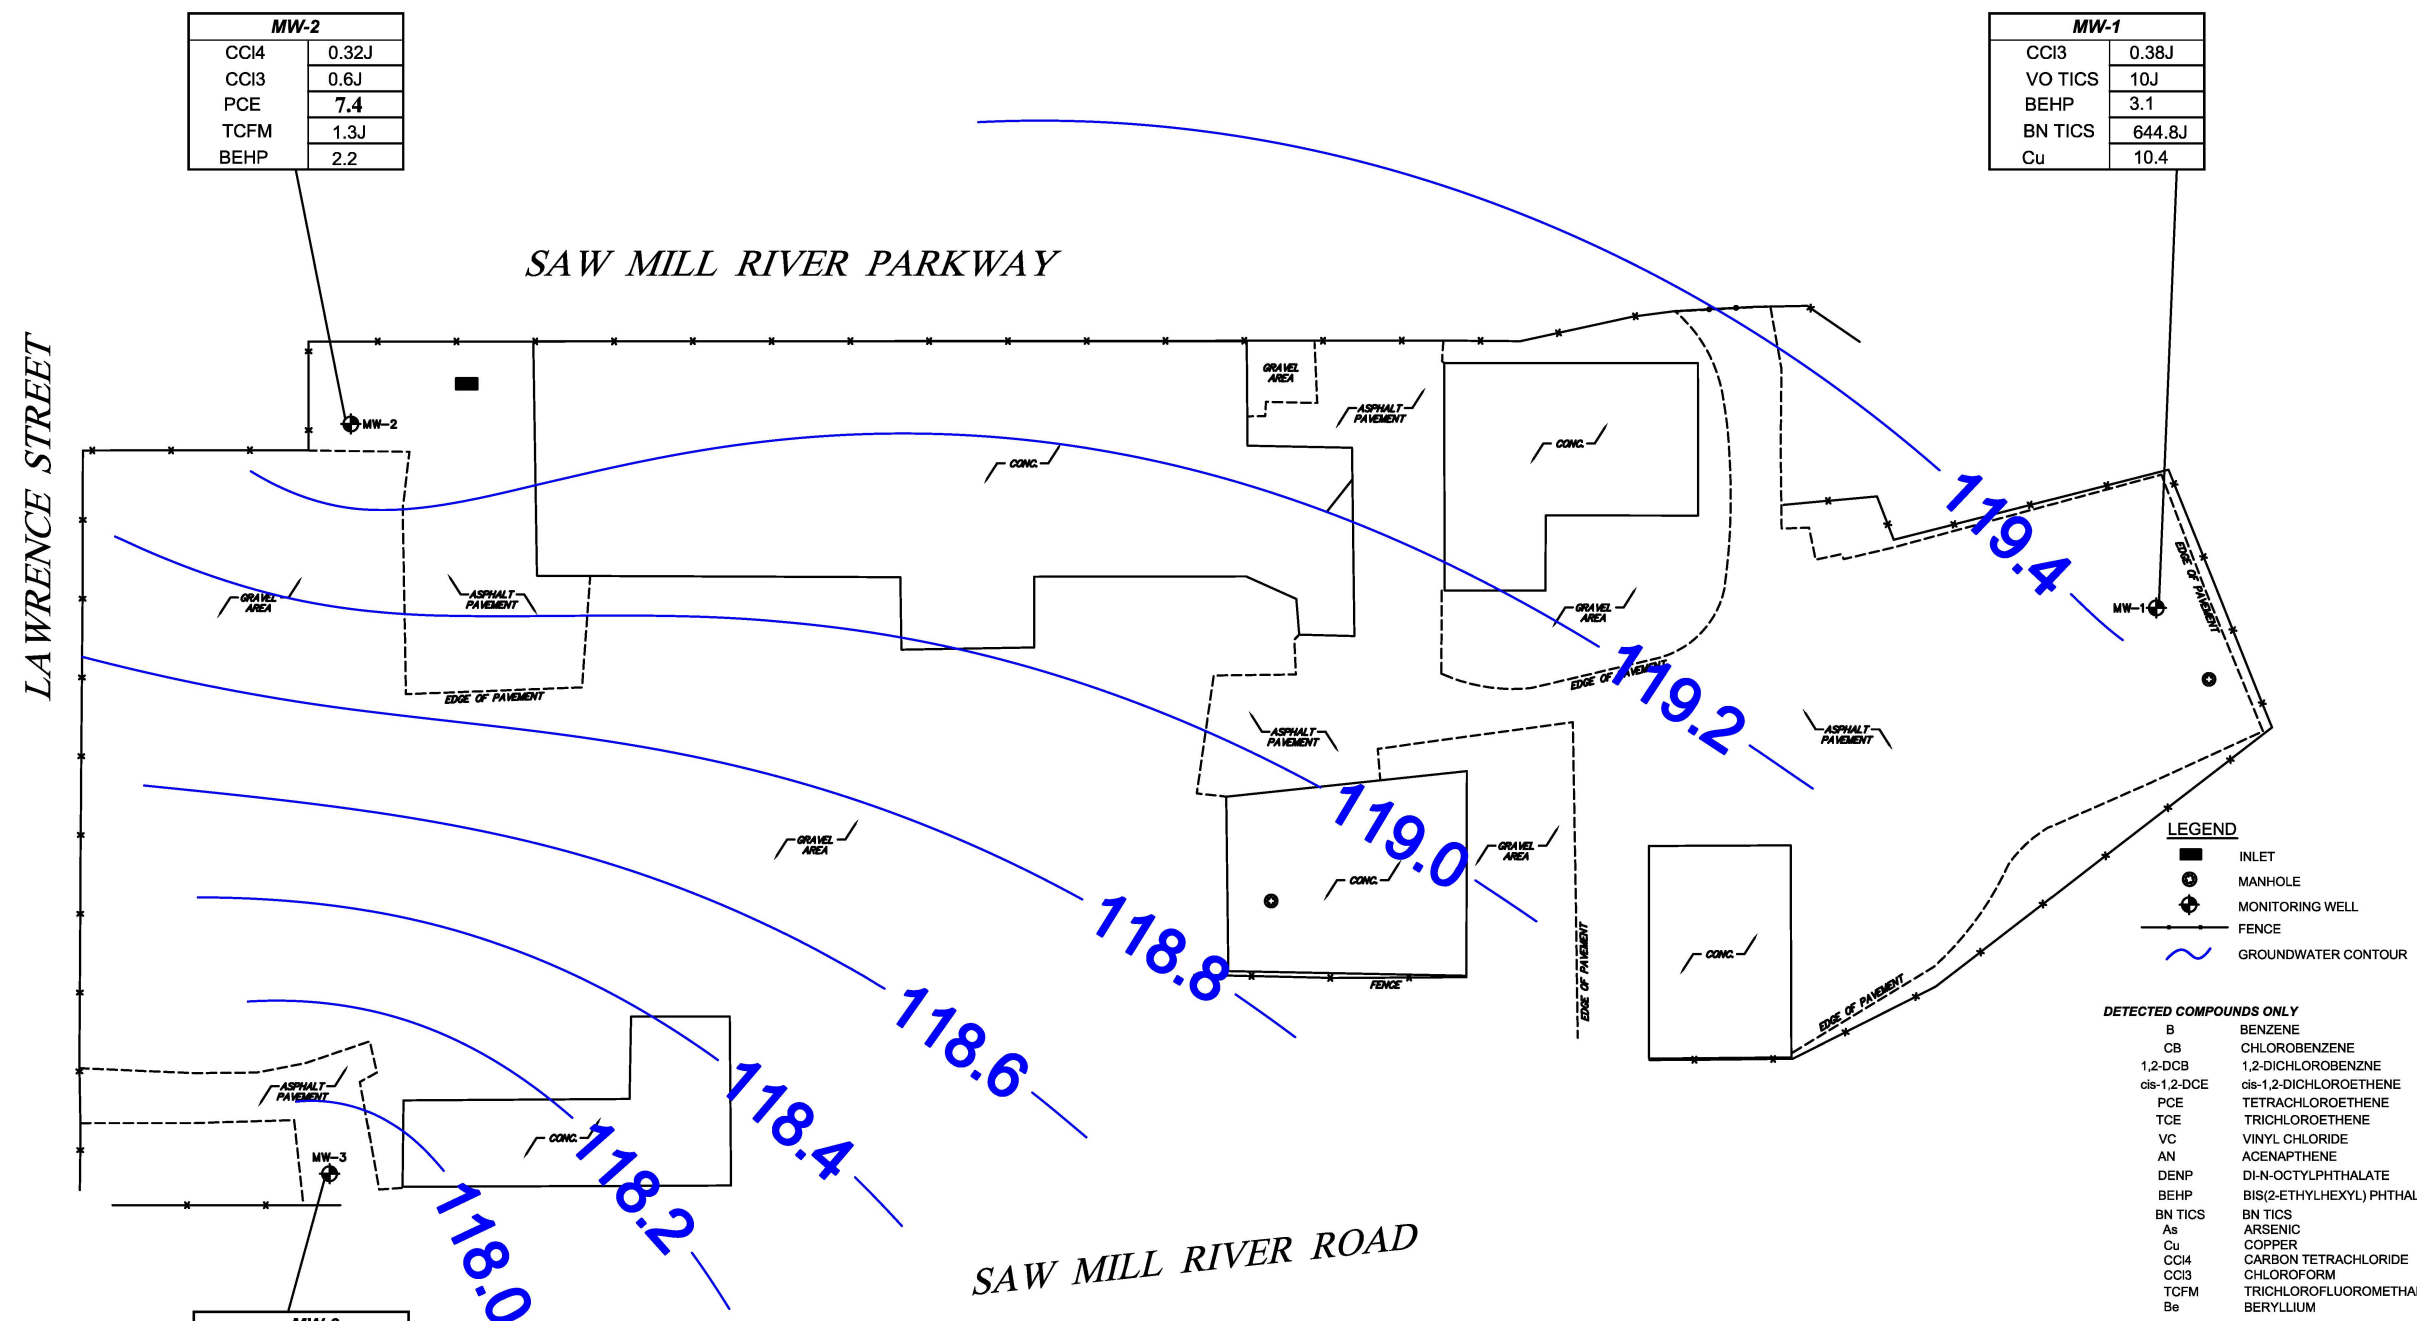 MW-2
CCl4 0.32J
CCl3 0.6J
PCE 7.4
TCFM 1.3J
BEHP 2.2
MW-1
CCl3 0.38J
VO TICS 10J
BEHP 3.1
BN TICS 644.8J
Cu 10.4
SAW MILL RIVER PARKWAY
LAWRENCE STREET
MW-2
GRAVEL
AREA
ASPHALT
PAVEMENT
CONC.
CONC.
119.4
EDGE OF PAVEMENT
MW-1
GRAVEL
AREA
ASPHALT
PAVEMENT
GRAVEL
AREA
EDGE OF PAVEMENT
119.2
EDGE OF PAVEMENT
ASPHALT
PAVEMENT
ASPHALT
PAVEMENT
119.0
GRAVEL
AREA
GRAVEL
AREA
CONC.
118.8
FENCE
EDGE OF PAVEMENT
CONC.
EDGE OF PAVEMENT
118.6
118.4
ASPHALT
PAVEMENT
CONC.
118.2
MW-3
118.0
SAW MILL RIVER ROAD
LEGEND
INLET
MANHOLE
MONITORING WELL
FENCE
GROUNDWATER CONTOUR
DETECTED COMPOUNDS ONLY
B BENZENE
CB CHLOROBENZENE
1,2-DCB 1,2-DICHLOROBENZNE
cis-1,2-DCE cis-1,2-DICHLOROETHENE
PCE TETRACHLOROETHENE
TCE TRICHLOROETHENE
VC VINYL CHLORIDE
AN ACENAPTHENE
DENP DI-N-OCTYLPHTHALATE
BEHP BIS(2-ETHYLHEXYL) PHTHAL
BN TICS BN TICS
As ARSENIC
Cu COPPER
CCl4 CARBON TETRACHLORIDE
CCl3 CHLOROFORM
TCFM TRICHLOROFLUOROMETHA
Be BERYLLIUM